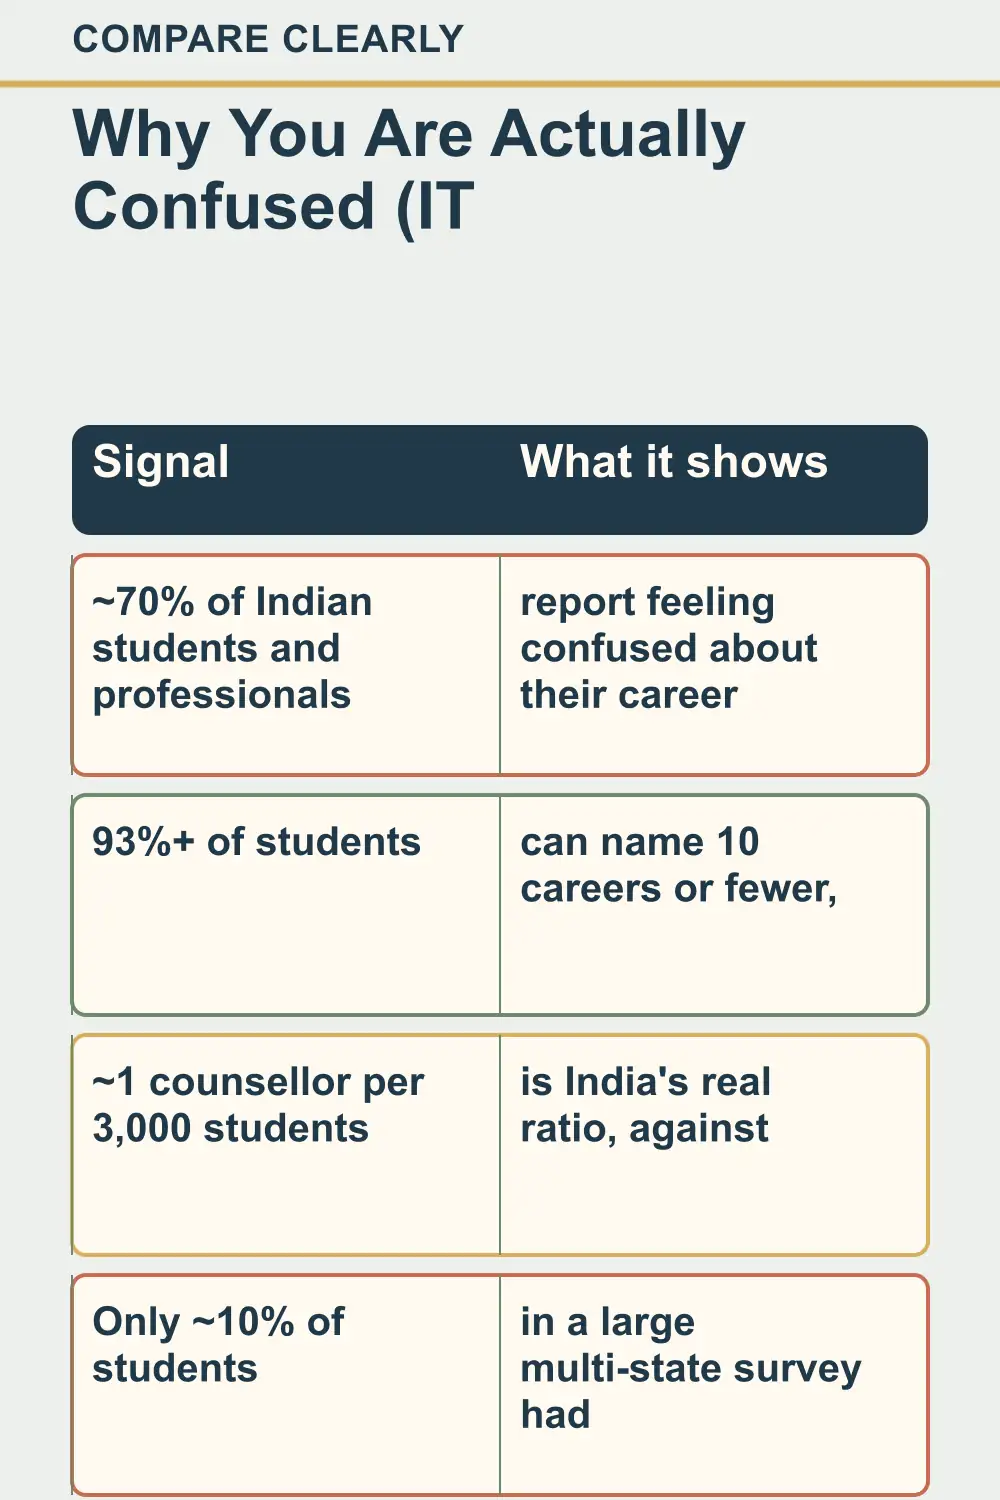 COMPARE CLEARLY
Why You Are Actually
Confused (IT
Signal
What it shows
~70% of Indian
students and
professionals
report feeling
confused about
their career
93%+ of students
can name 10
careers or fewer,
~1 counsellor per
3,000 students
is India's real
ratio, against
Only ~10% of
students
in a large
multi-state survey
had